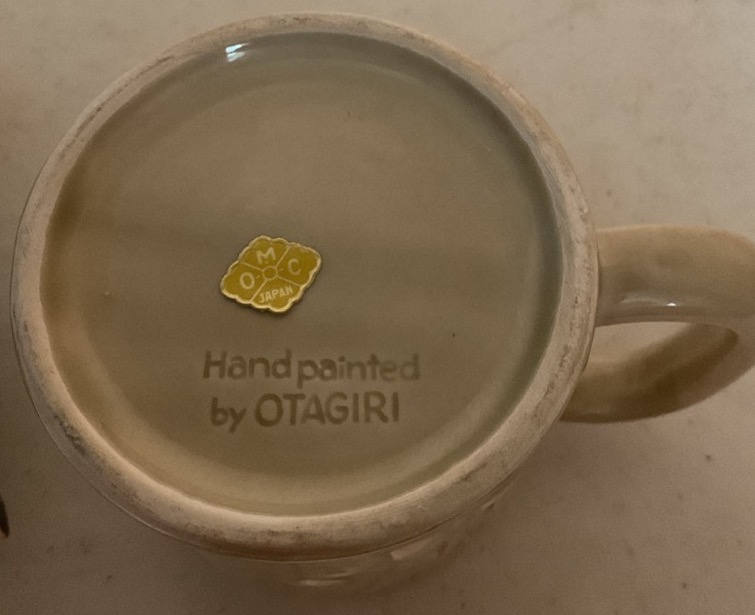 M
O C
JAPAN
Hand painted
by OTAGIRI